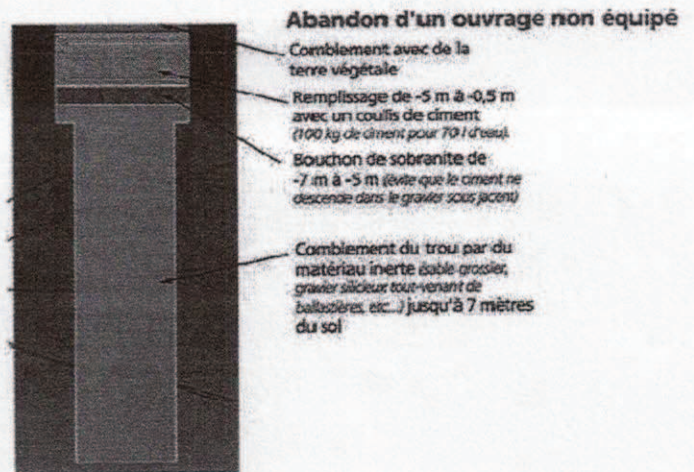 Abandon d'un ouvrage non équipé
Comblement avec de la
terre végétale
Remplissage de -5 m à -0,5 m
avec un coulis de ciment
(100 kg de ciment pour 70 l d'eau).
Bouchon de sobranite de
-7 m à -5 m (évite que le ciment ne
descende dans le gravier sous jacent)
Comblement du trou par du
matériau inerte (sable grossier,
gravier siliceux tout-venant de
ballastières, etc...) jusqu'à 7 mètres
du sol